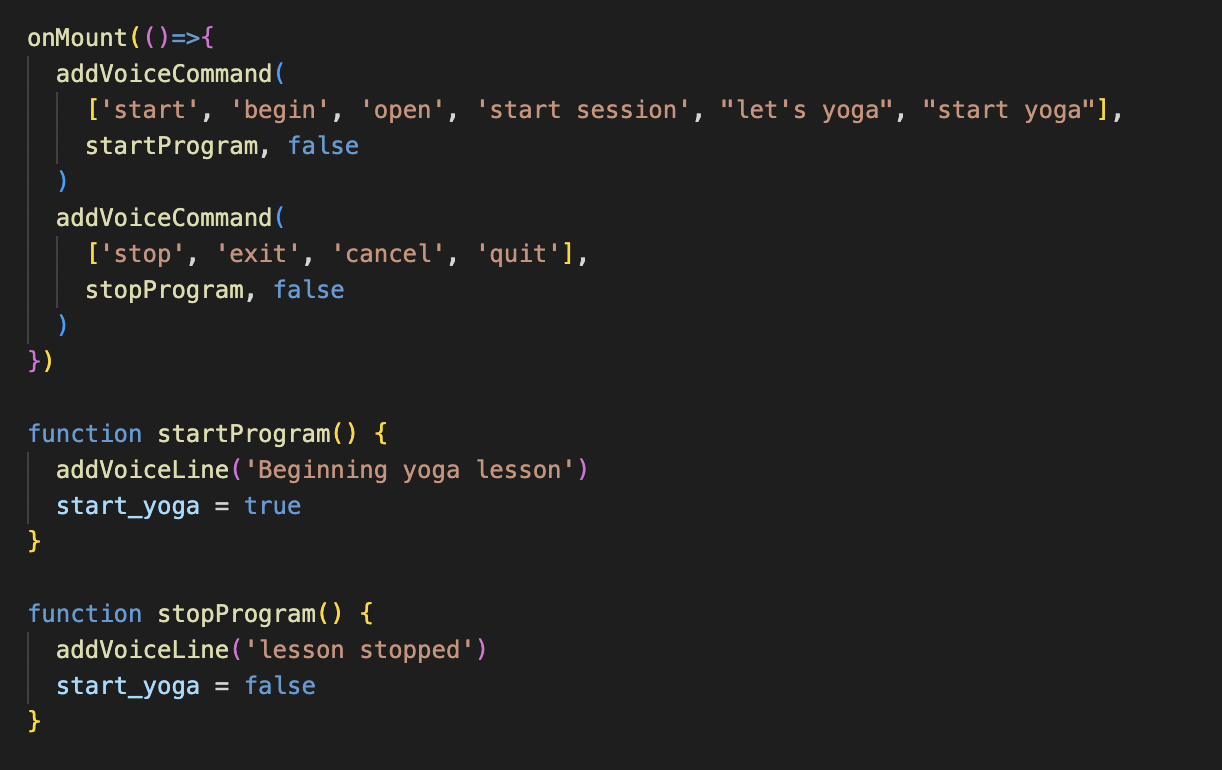 onMount(()=>{
  addVoiceCommand(
    ['start', 'begin', 'open', 'start session', "let's yoga", "start yoga"],
    startProgram, false
  )
  addVoiceCommand(
    ['stop', 'exit', 'cancel', 'quit'],
    stopProgram, false
  )
})

function startProgram() {
  addVoiceLine('Beginning yoga lesson')
  start_yoga = true
}

function stopProgram() {
  addVoiceLine('lesson stopped')
  start_yoga = false
}